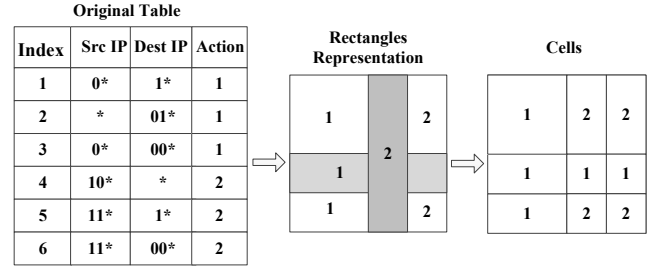 Original Table
Index Src IP Dest IP Action
1 0* 1* 1
2 * 01* 1
3 0* 00* 1
4 10* * 2
5 11* 1* 2
6 11* 00* 2
Rectangles
Representation
1 2
2
1
1 2
Cells
1 2 2
1 1 1
1 2 2